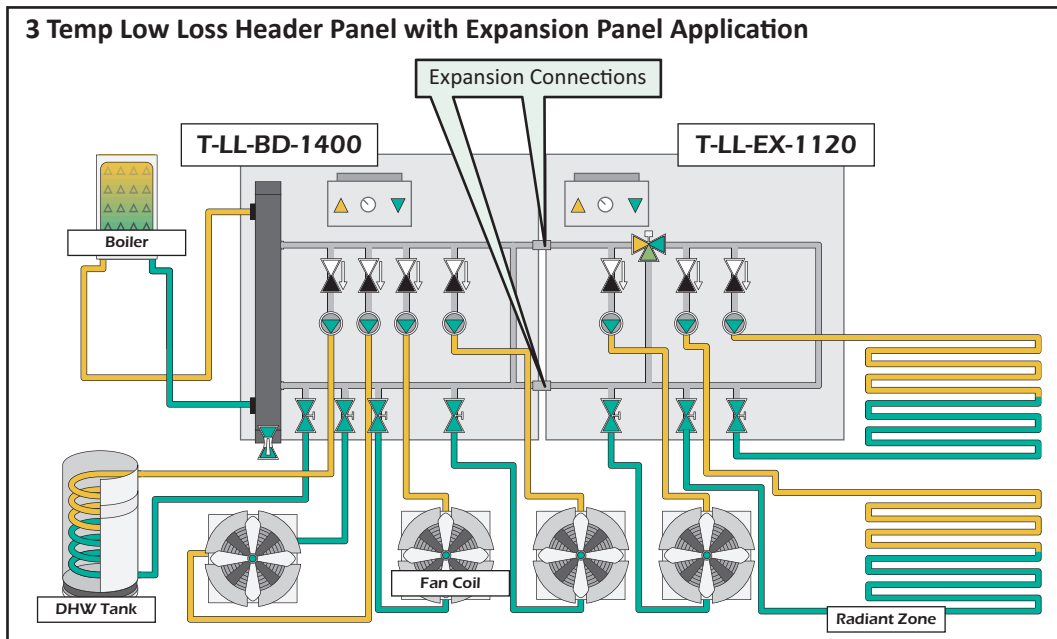 3 Temp Low Loss Header Panel with Expansion Panel Application
Expansion Connections
T-LL-BD-1400
T-LL-EX-1120
Boiler
Fan Coil
DHW Tank
Radiant Zone